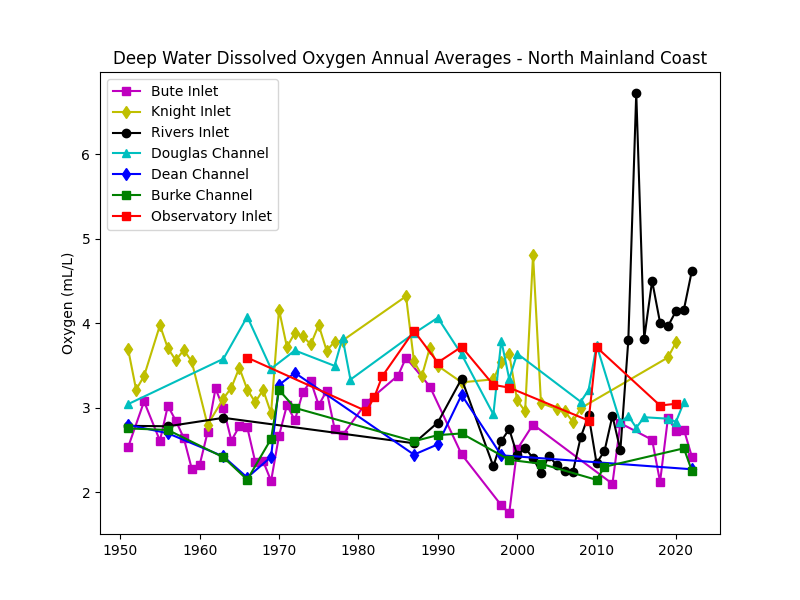 Deep Water Dissolved Oxygen Annual Averages - North Mainland Coast
Bute Inlet
Knight Inlet
Rivers Inlet
Douglas Channel
Dean Channel
Burke Channel
Observatory Inlet
Oxygen (mL/L)
6
5
4
3
2
1950 1960 1970 1980 1990 2000 2010 2020